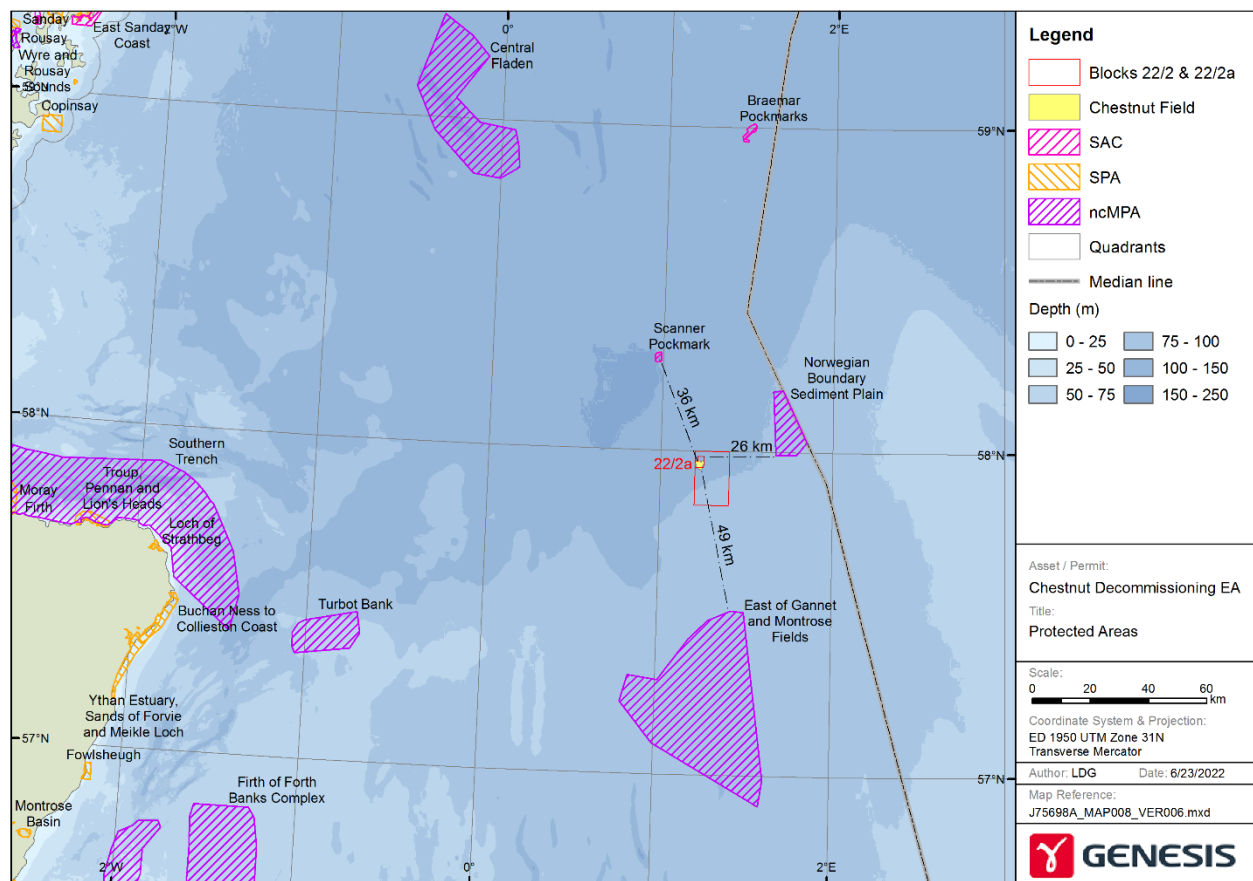 Sanday
Rousay
Wyre and
Rousay
Sounds
59°N
Copinsay
East Sanday
Coast
2°W
0°
2°E
Central
Fladen
Braemar
Pockmarks
59°N
Scanner
Pockmark
Norwegian
Boundary
Sediment Plain
36 km
26 km
22/2a
49 km
58°N
58°N
Southern
Trench
Troup,
Pennan and
Lion's Heads
Moray
Firth
Loch of
Strathbeg
Buchan Ness to
Collieston Coast
Turbot Bank
East of Gannet
and Montrose
Fields
Ythan Estuary,
Sands of Forvie
and Meikle Loch
57°N
57°N
Fowlsheugh
Firth of Forth
Banks Complex
Montrose
Basin
2°W
0°
2°E
Legend
Blocks 22/2 & 22/2a
Chestnut Field
SAC
SPA
ncMPA
Quadrants
Median line
Depth (m)
0 - 25
75 - 100
25 - 50
100 - 150
50 - 75
150 - 250
Asset / Permit:
Chestnut Decommissioning EA
Title:
Protected Areas
Scale:
0 20 40 60
km
Coordinate System & Projection:
ED 1950 UTM Zone 31N
Transverse Mercator
Author: LDG Date: 6/23/2022
Map Reference:
J75698A_MAP008_VER006.mxd
GENESIS